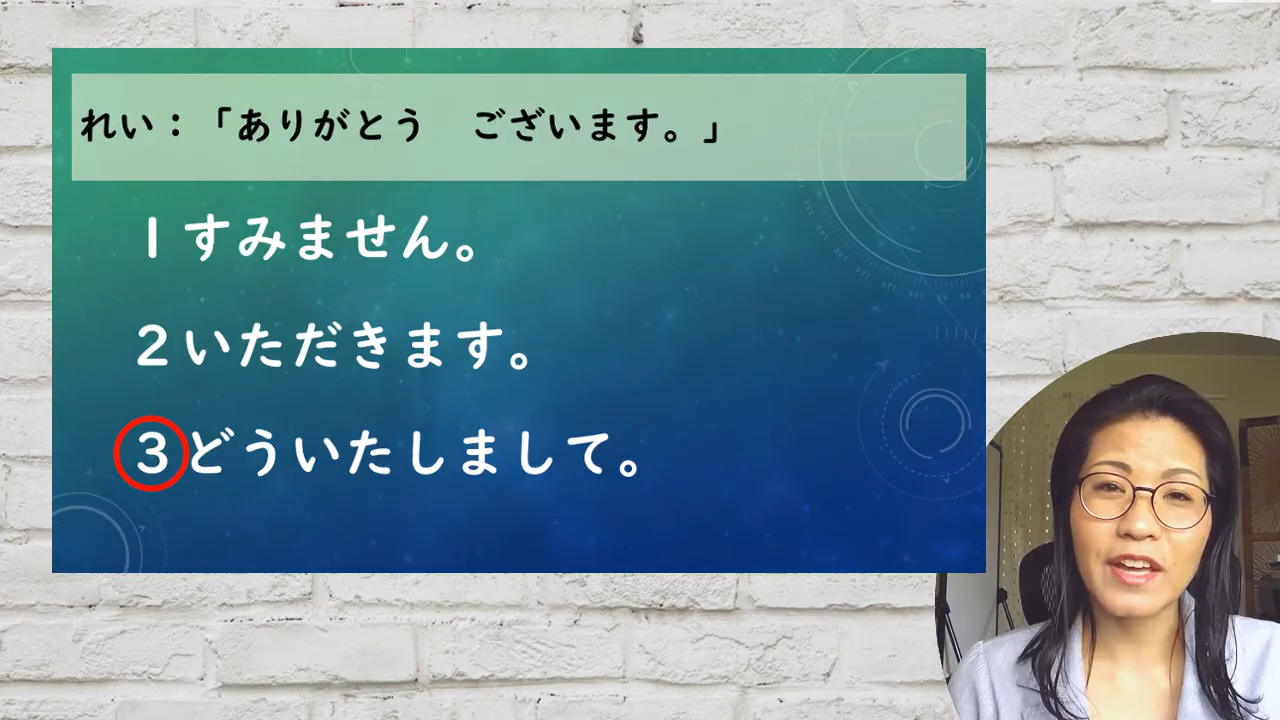 れい：「ありがとう　ございます。」
1すみません。
2いただきます。
3どういたしまして。